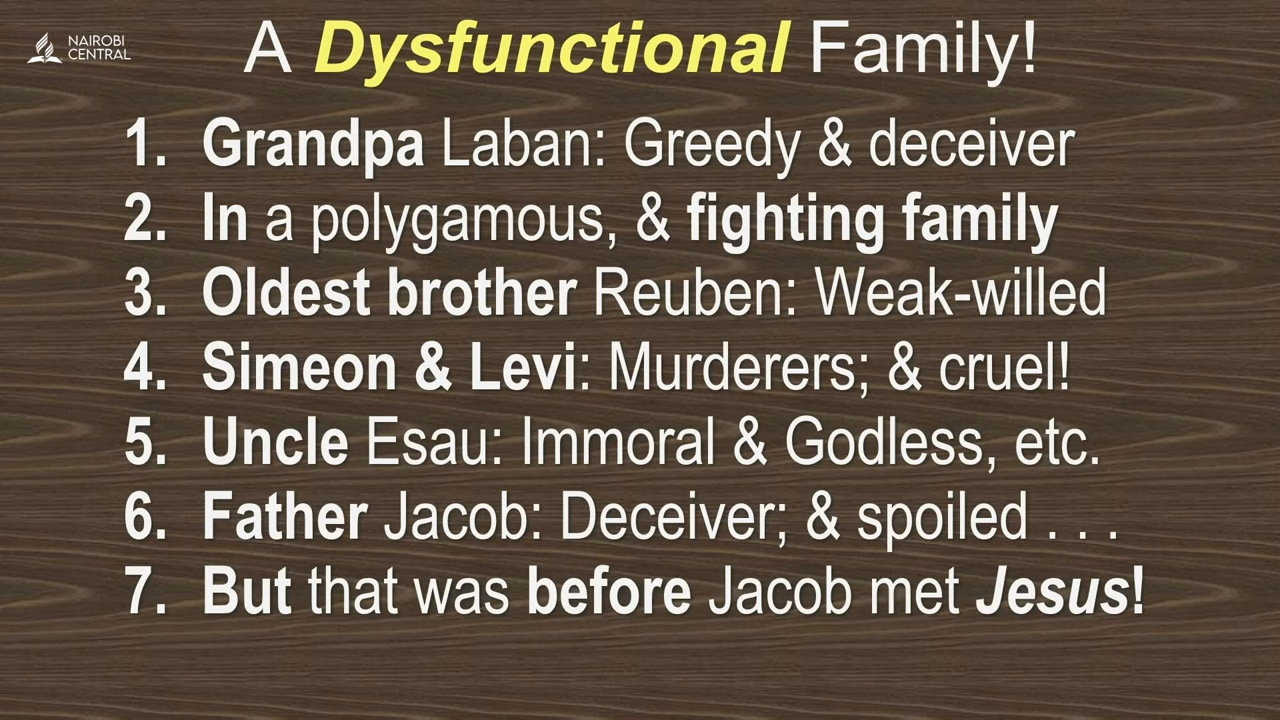 NAIROBI
CENTRAL
A Dysfunctional Family!
1. Grandpa Laban: Greedy & deceiver
2. In a polygamous, & fighting family
3. Oldest brother Reuben: Weak-willed
4. Simeon & Levi: Murderers; & cruel!
5. Uncle Esau: Immoral & Godless, etc.
6. Father Jacob: Deceiver; & spoiled . . .
7. But that was before Jacob met Jesus!